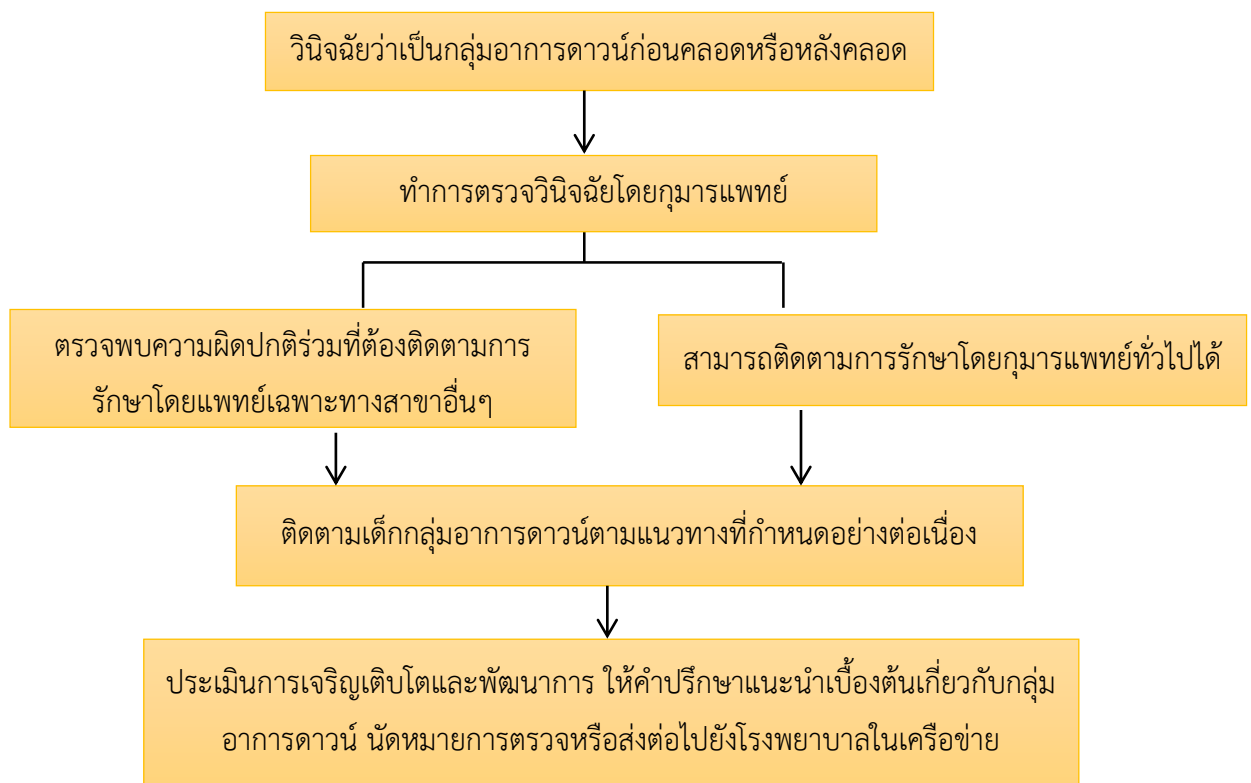 วินิจฉัยว่าเป็นกลุ่มอาการดาวน์ก่อนคลอดหรือหลังคลอด
ทำการตรวจวินิจฉัยโดยกุมารแพทย์
ตรวจพบความผิดปกติร่วมที่ต้องติดตามการ
รักษาโดยแพทย์เฉพาะทางสาขาอื่นๆ
สามารถติดตามการรักษาโดยกุมารแพทย์ทั่วไปได้
ติดตามเด็กกลุ่มอาการดาวน์ตามแนวทางที่กำหนดอย่างต่อเนื่อง
ประเมินการเจริญเติบโตและพัฒนาการ ให้คำปรึกษาแนะนำเบื้องต้นเกี่ยวกับกลุ่ม
อาการดาวน์ นัดหมายการตรวจหรือส่งต่อไปยังโรงพยาบาลในเครือข่าย